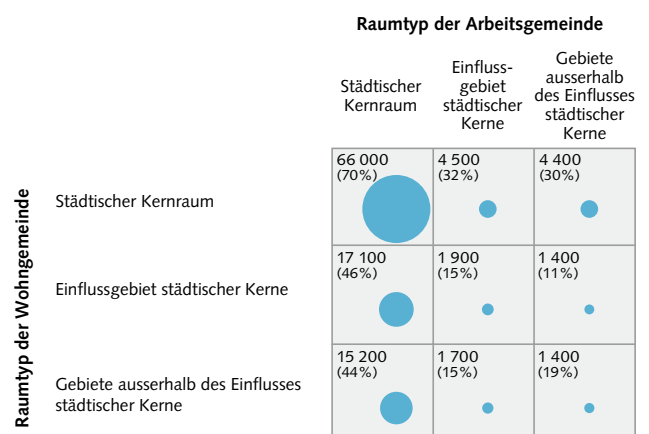 Raumtyp der Arbeitsgemeinde
Städtischer
Kernraum
Einfluss-
gebiet
städtischer
Kerne
Gebiete
ausserhalb
des Einflusses
städtischer
Kerne
Raumtyp der Wohngemeinde
Städtischer Kernraum
66 000
(70%)
4 500
(32%)
4 400
(30%)
Einflussgebiet städtischer Kerne
17 100
(46%)
1 900
(15%)
1 400
(11%)
Gebiete ausserhalb des Einflusses
städtischer Kerne
15 200
(44%)
1 700
(15%)
1 400
(19%)